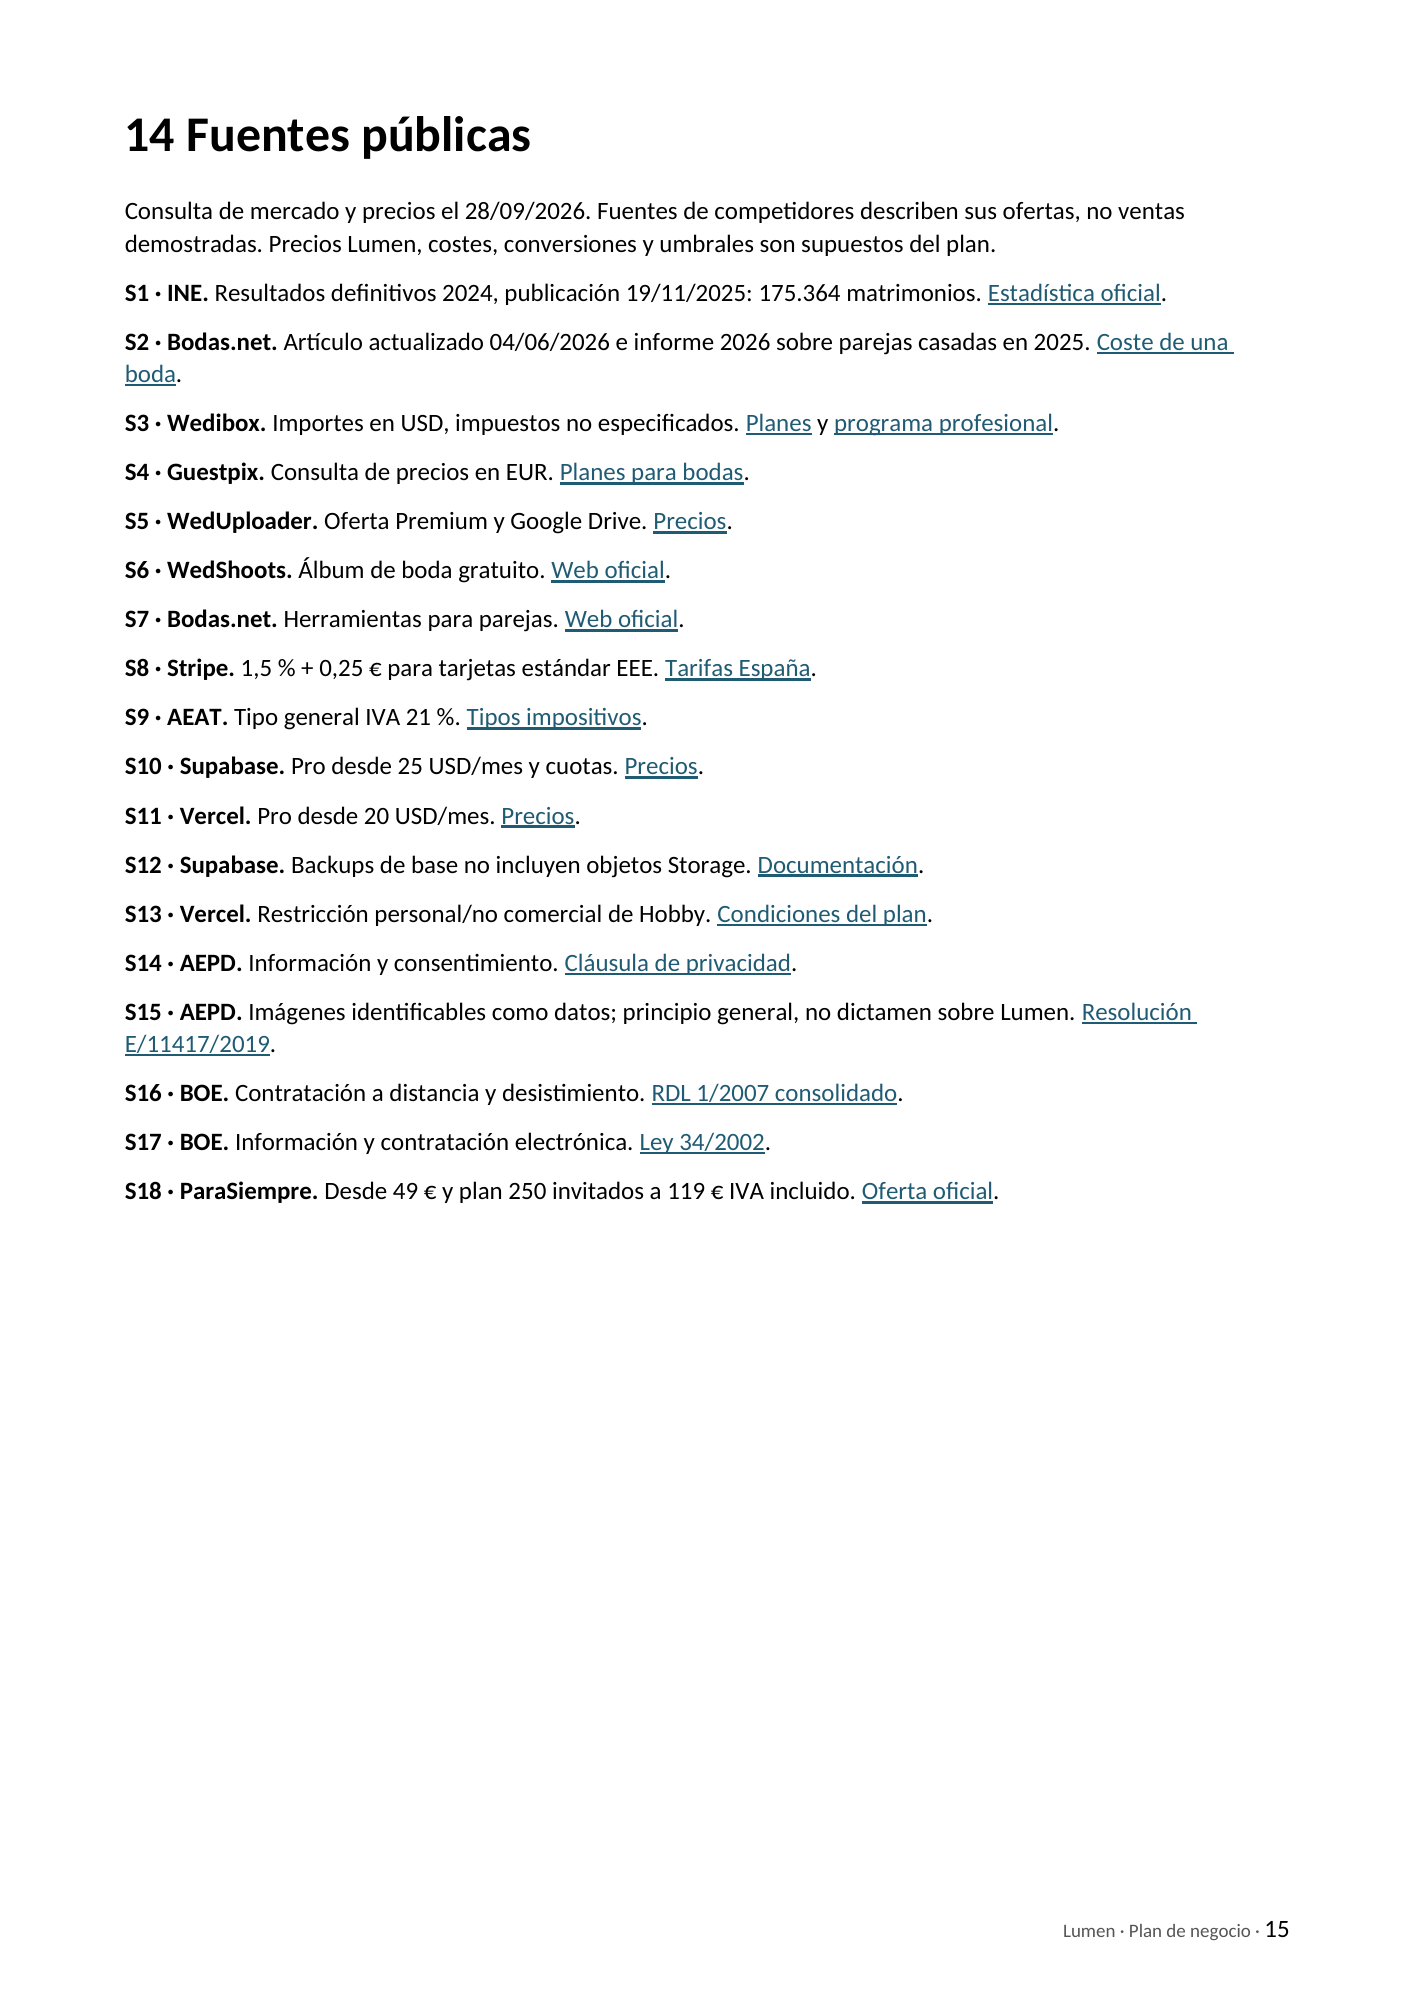 14 Fuentes públicas
Consulta de mercado y precios el 28/09/2026. Fuentes de competidores describen sus ofertas, no ventas
demostradas. Precios Lumen, costes, conversiones y umbrales son supuestos del plan.
S1 · INE. Resultados definitivos 2024, publicación 19/11/2025: 175.364 matrimonios. Estadística oficial.
S2 · Bodas.net. Artículo actualizado 04/06/2026 e informe 2026 sobre parejas casadas en 2025. Coste de una
boda.
S3 · Wedibox. Importes en USD, impuestos no especificados. Planes y programa profesional.
S4 · Guestpix. Consulta de precios en EUR. Planes para bodas.
S5 · WedUploader. Oferta Premium y Google Drive. Precios.
S6 · WedShoots. Álbum de boda gratuito. Web oficial.
S7 · Bodas.net. Herramientas para parejas. Web oficial.
S8 · Stripe. 1,5 % + 0,25 € para tarjetas estándar EEE. Tarifas España.
S9 · AEAT. Tipo general IVA 21 %. Tipos impositivos.
S10 · Supabase. Pro desde 25 USD/mes y cuotas. Precios.
S11 · Vercel. Pro desde 20 USD/mes. Precios.
S12 · Supabase. Backups de base no incluyen objetos Storage. Documentación.
S13 · Vercel. Restricción personal/no comercial de Hobby. Condiciones del plan.
S14 · AEPD. Información y consentimiento. Cláusula de privacidad.
S15 · AEPD. Imágenes identificables como datos; principio general, no dictamen sobre Lumen. Resolución
E/11417/2019.
S16 · BOE. Contratación a distancia y desistimiento. RDL 1/2007 consolidado.
S17 · BOE. Información y contratación electrónica. Ley 34/2002.
S18 · ParaSiempre. Desde 49 € y plan 250 invitados a 119 € IVA incluido. Oferta oficial.
Lumen · Plan de negocio · 15